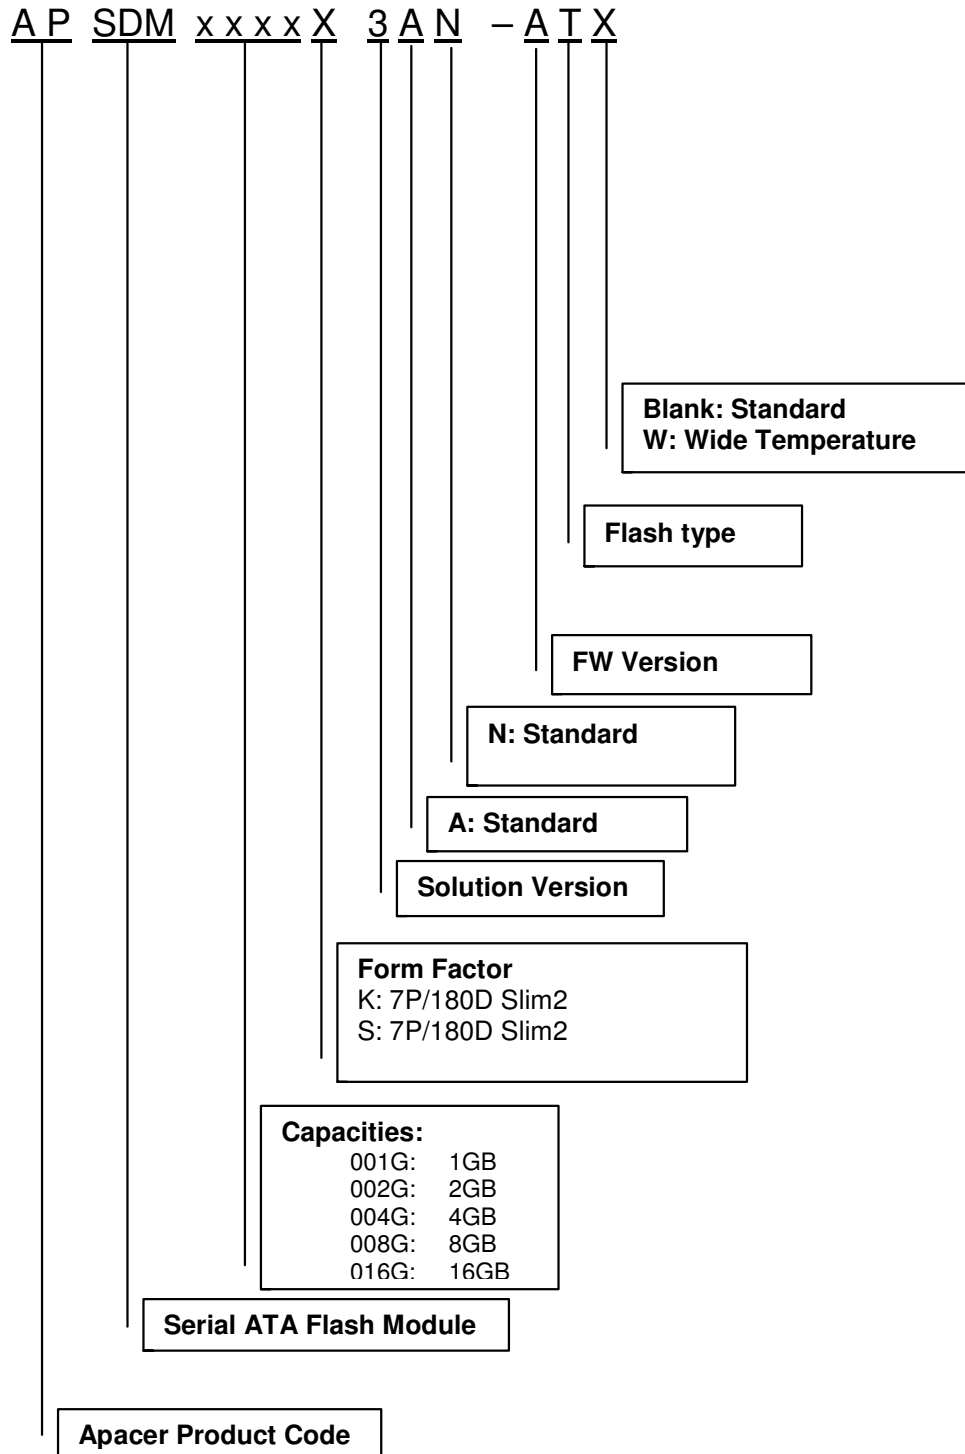 A P SDM x x x x X 3 A N – A T X
Blank: Standard
W: Wide Temperature
Flash type
FW Version
N: Standard
A: Standard
Solution Version
Form Factor
K: 7P/180D Slim2
S: 7P/180D Slim2
Capacities:
001G: 1GB
002G: 2GB
004G: 4GB
008G: 8GB
016G: 16GB
Serial ATA Flash Module
Apacer Product Code